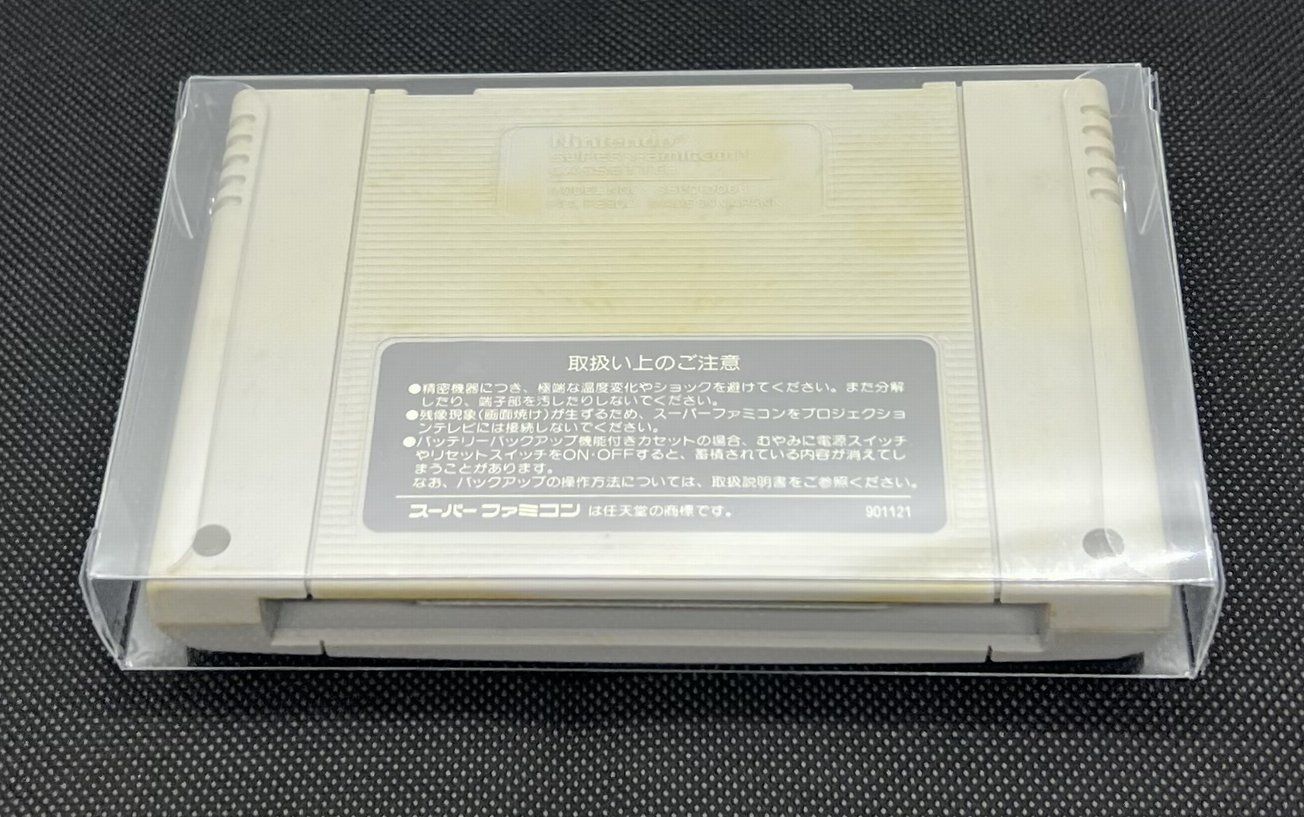 Nintendo
SUPER FAMICOM
CASSETTE
MODEL NO.
取扱い上のご注意
●精密機器につき、極端な温度変化やショックを避けてください。また分解
したり、端子部を汚したりしないでください。
●残像現象(画面焼け)が生ずるため、スーパーファミコンをプロジェクショ
ンテレビには接続しないでください。
●バッテリーバックアップ機能付きカセットの場合、むやみに電源スイッチ
やリセットスイッチをON·OFFすると、蓄積されている内容が消えてし
まうことがあります。
なお、バックアップの操作方法については、取扱説明書をご参照ください。
スーパーファミコン は任天堂の商標です。 901121